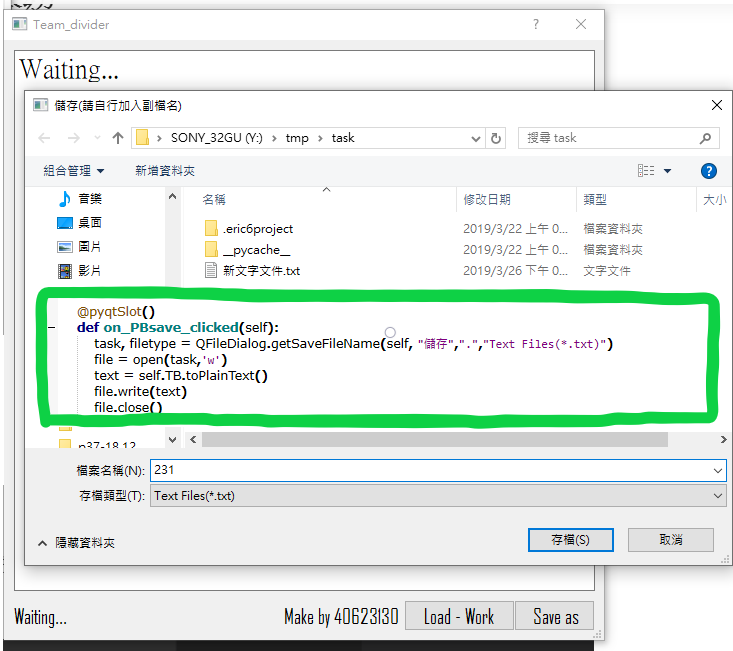 Team_divider
Waiting...
儲存(請自行加入副檔名)
SONY_32GU (Y:) › tmp › task
搜尋 task
組合管理
新增資料夾
音樂
桌面
圖片
影片
名稱
修改日期
類型
大小
.eric6project
2019/3/22 上午 0...
檔案資料夾
__pycache__
2019/3/22 上午 0...
檔案資料夾
新文字文件.txt
2019/3/26 下午 0...
文字文件
@pyqtSlot()
def on_PBsave_clicked(self):
task, filetype = QFileDialog.getSaveFileName(self, "儲存",".","Text Files(*.txt)")
file = open(task,'w')
text = self.TB.toPlainText()
file.write(text)
file.close()
p37-18.12
檔案名稱(N):
231
存檔類型(T):
Text Files(*.txt)
隱藏資料夾
存檔(S)
取消
Waiting...
Make by 40623130
Load - Work
Save as